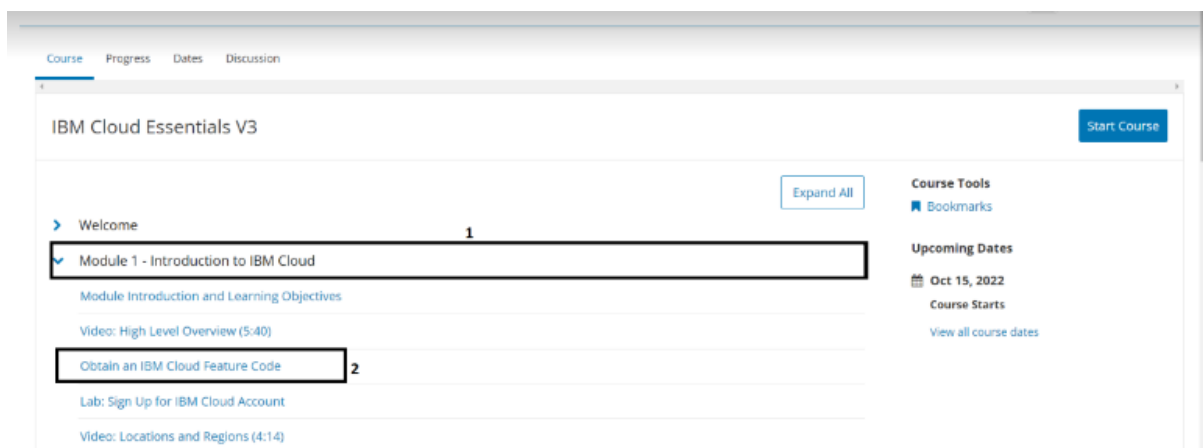 Course Progress Dates Discussion
IBM Cloud Essentials V3
Start Course
Expand All
Welcome
1
Module 1 - Introduction to IBM Cloud
Module Introduction and Learning Objectives
Video: High Level Overview (5:40)
Obtain an IBM Cloud Feature Code
2
Lab: Sign Up for IBM Cloud Account
Video: Locations and Regions (4:14)
Course Tools
Bookmarks
Upcoming Dates
Oct 15, 2022
Course Starts
View all course dates